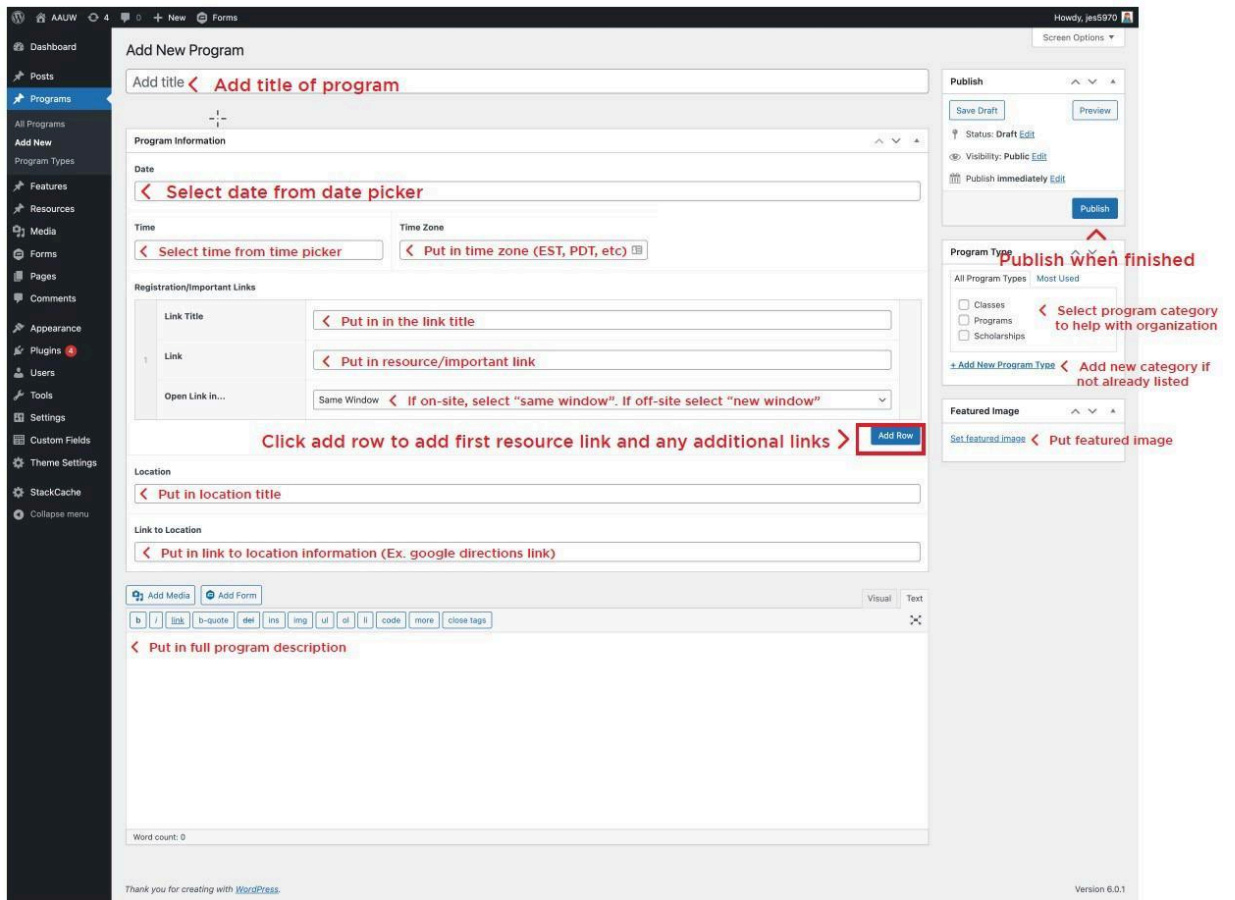 AAUW 4 0 + New Forms
Howdy, jes5970
Screen Options ▼
Dashboard
Posts
Programs
All Programs
Add New
Program Types
Features
Resources
Media
Forms
Pages
Comments
Appearance
Plugins 4
Users
Tools
Settings
Custom Fields
Theme Settings
StackCache
Collapse menu
Add New Program
Add title < Add title of program
Program Information
Date
< Select date from date picker
Time
Time Zone
< Select time from time picker
< Put in time zone (EST, PDT, etc)
Registration/Important Links
1
Link Title
< Put in in the link title
Link
< Put in resource/important link
Open Link in...
Same Window < If on-site, select "same window". If off-site select "new window"
Click add row to add first resource link and any additional links >
Add Row
Location
< Put in location title
Link to Location
< Put in link to location information (Ex. google directions link)
Add Media
Add Form
Visual
Text
b i link b-quote del ins img ul ol li code more close tags
< Put in full program description
Word count: 0
Publish
Save Draft
Preview
Status: Draft Edit
Visibility: Public Edit
Publish immediately Edit
Publish
Publish when finished
Program Type
All Program Types
Most Used
Classes
Programs
Scholarships
< Select program category
to help with organization
+ Add New Program Type < Add new category if
not already listed
Featured Image
Set featured image < Put featured image
Thank you for creating with WordPress.
Version 6.0.1